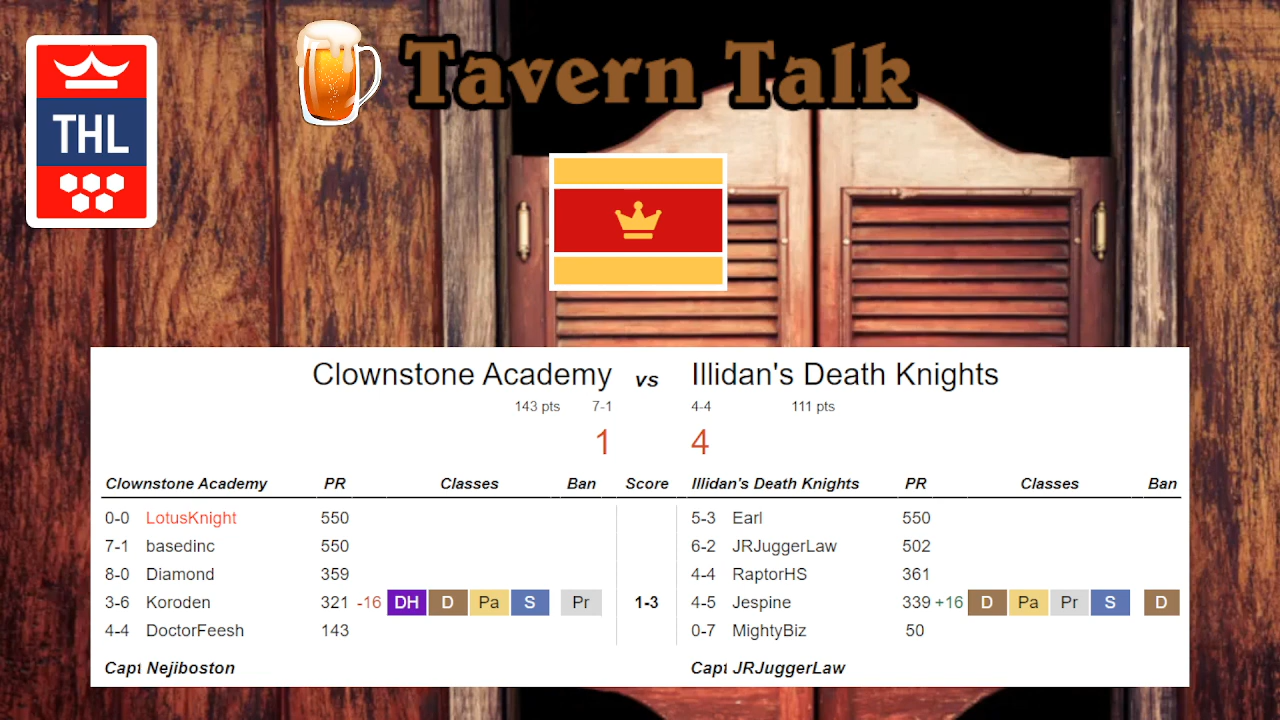 Tavern Talk
THL
Clownstone Academy vs Illidan's Death Knights
143 pts 7-1 4-4 111 pts
1 4
Clownstone Academy PR Classes Ban Score Illidan's Death Knights PR Classes Ban
0-0 LotusKnight 550 5-3 Earl 550
7-1 basedinc 550 6-2 JRJuggerLaw 502
8-0 Diamond 359 4-4 RaptorHS 361
3-6 Koroden 321 -16 DH D Pa S Pr 1-3 4-5 Jespine 339 +16 D Pa Pr S D
4-4 DoctorFeesh 143 0-7 MightyBiz 50
Capt Nejiboston Capt JRJuggerLaw